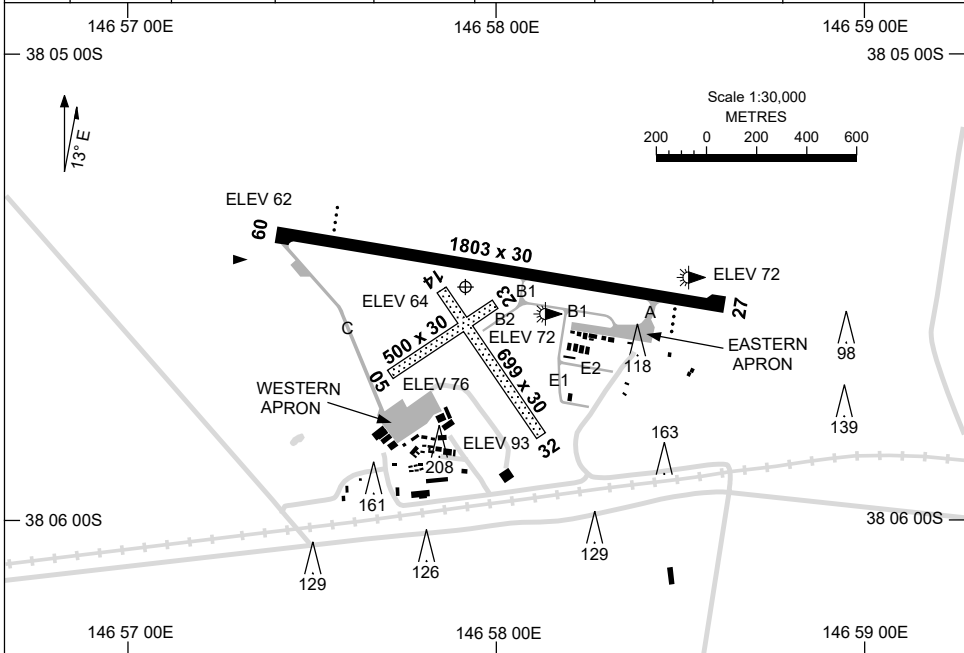 146 57 00E
146 58 00E
146 59 00E
38 05 00S
38 05 00S
Scale 1:30,000
METRES
200 0 200 400 600
13° E
ELEV 62
09
1803 x 30
ELEV 72
27
14
ELEV 64
23
B1
B1
A
B2
ELEV 72
C
500 x 30
699 x 30
118
EASTERN
APRON
98
05
ELEV 76
E1
E2
WESTERN
APRON
139
ELEV 93
32
163
208
161
38 06 00S
38 06 00S
129
126
129
146 57 00E
146 58 00E
146 59 00E